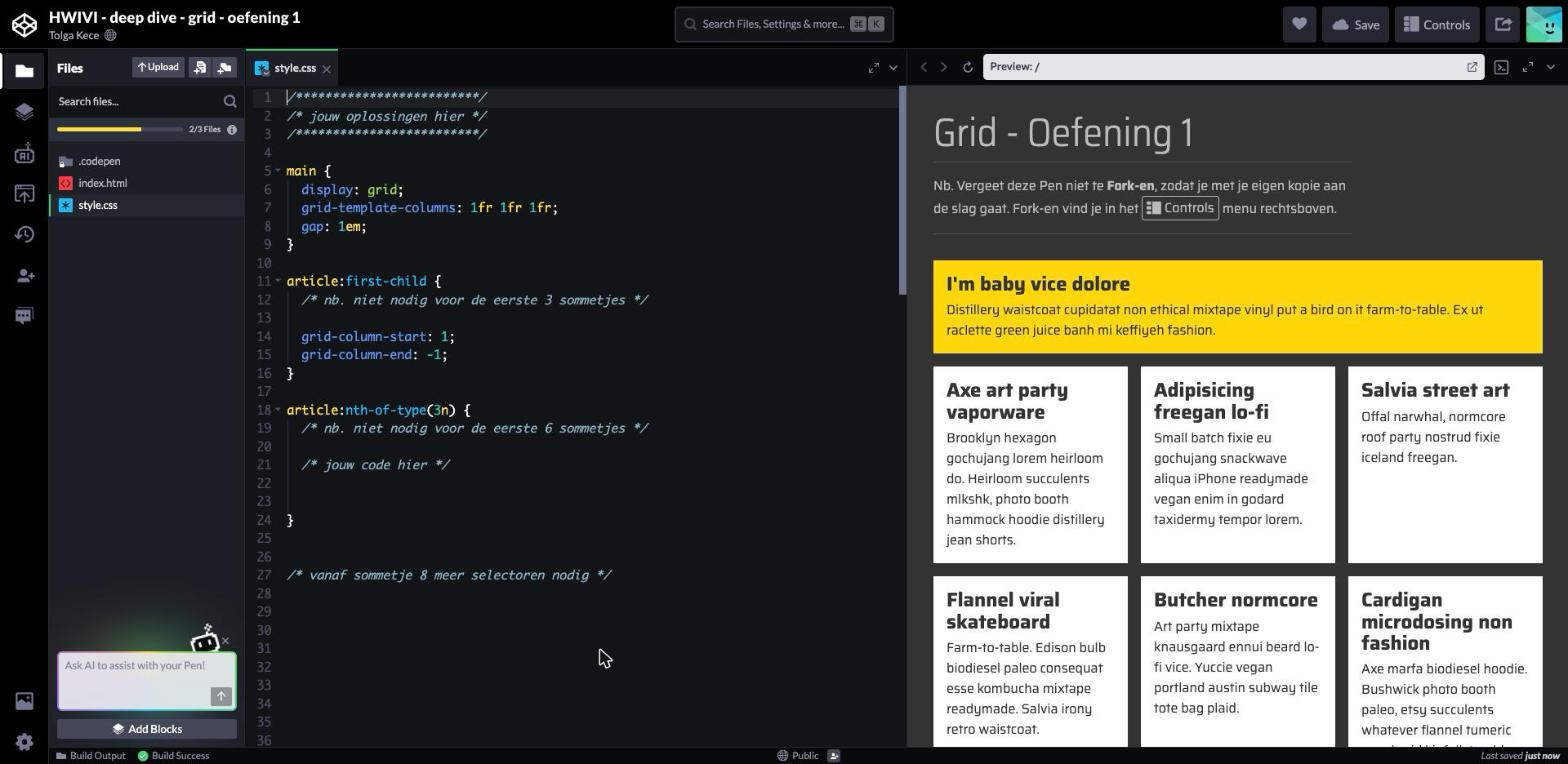 HWIVI - deep dive - grid - oefening 1
Tolga Kece
Search Files, Settings & more... ⌘ K
Save
Controls
Files
Upload
Search files...
2/3 Files
.codepen
index.html
style.css
Ask AI to assist with your Pen!
Add Blocks
style.css
1 /*************************/
2 /* jouw oplossingen hier */
3 /*************************/
4
5 main {
6 display: grid;
7 grid-template-columns: 1fr 1fr 1fr;
8 gap: 1em;
9 }
10
11 article:first-child {
12 /* nb. niet nodig voor de eerste 3 sommetjes */
13
14 grid-column-start: 1;
15 grid-column-end: -1;
16 }
17
18 article:nth-of-type(3n) {
19 /* nb. niet nodig voor de eerste 6 sommetjes */
20
21 /* jouw code hier */
22
23
24 }
25
26
27 /* vanaf sommetje 8 meer selectoren nodig */
28
29
30
31
32
33
34
35
36
Preview: /
Grid - Oefening 1
Nb. Vergeet deze Pen niet te Fork-en, zodat je met je eigen kopie aan
de slag gaat. Fork-en vind je in het Controls menu rechtsboven.
I'm baby vice dolore
Distillery waistcoat cupidatat non ethical mixtape vinyl put a bird on it farm-to-table. Ex ut
raclette green juice banh mi keffiyeh fashion.
Axe art party
vaporware
Brooklyn hexagon
gochujang lorem heirloom
do. Heirloom succulents
mlkshk, photo booth
hammock hoodie distillery
jean shorts.
Adipisicing
freegan lo-fi
Small batch fixie eu
gochujang snackwave
aliqua iPhone readymade
vegan enim in godard
taxidermy tempor lorem.
Salvia street art
Offal narwhal, normcore
roof party nostrud fixie
iceland freegan.
Flannel viral
skateboard
Farm-to-table. Edison bulb
biodiesel paleo consequat
esse kombucha mixtape
readymade. Salvia irony
retro waistcoat.
Butcher normcore
Art party mixtape
knausgaard ennui beard lo-
fi vice. Yuccie vegan
portland austin subway tile
tote bag plaid.
Cardigan
microdosing non
fashion
Axe marfa biodiesel hoodie.
Bushwick photo booth
paleo, etsy succulents
whatever flannel tumeric
Build Output
Build Success
Public
Last saved just now